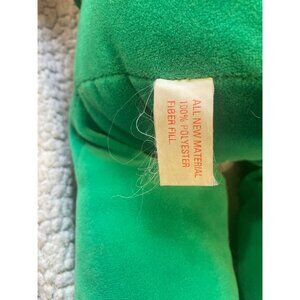 ALL NEW MATERIAL
100% POLYESTER
FIBER FILL.